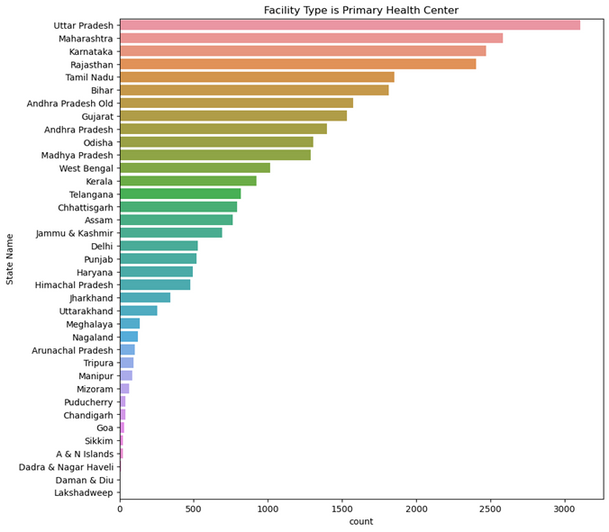 Facility Type is Primary Health Center
Uttar Pradesh
Maharashtra
Karnataka
Rajasthan
Tamil Nadu
Bihar
Andhra Pradesh Old
Gujarat
Andhra Pradesh
Odisha
Madhya Pradesh
West Bengal
Kerala
Telangana
Chhattisgarh
Assam
Jammu & Kashmir
Delhi
Punjab
Haryana
Himachal Pradesh
Jharkhand
Uttarakhand
Meghalaya
Nagaland
Arunachal Pradesh
Tripura
Manipur
Mizoram
Puducherry
Chandigarh
Goa
Sikkim
A & N Islands
Dadra & Nagar Haveli
Daman & Diu
Lakshadweep
State Name
0 500 1000 1500 2000 2500 3000
count